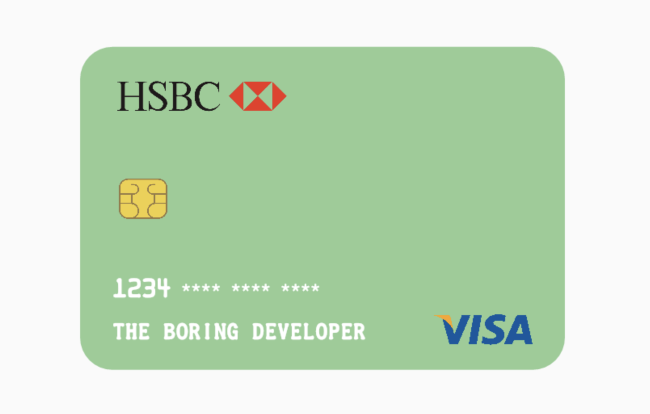 HSBC
1234 **** **** ****
THE BORING DEVELOPER
VISA